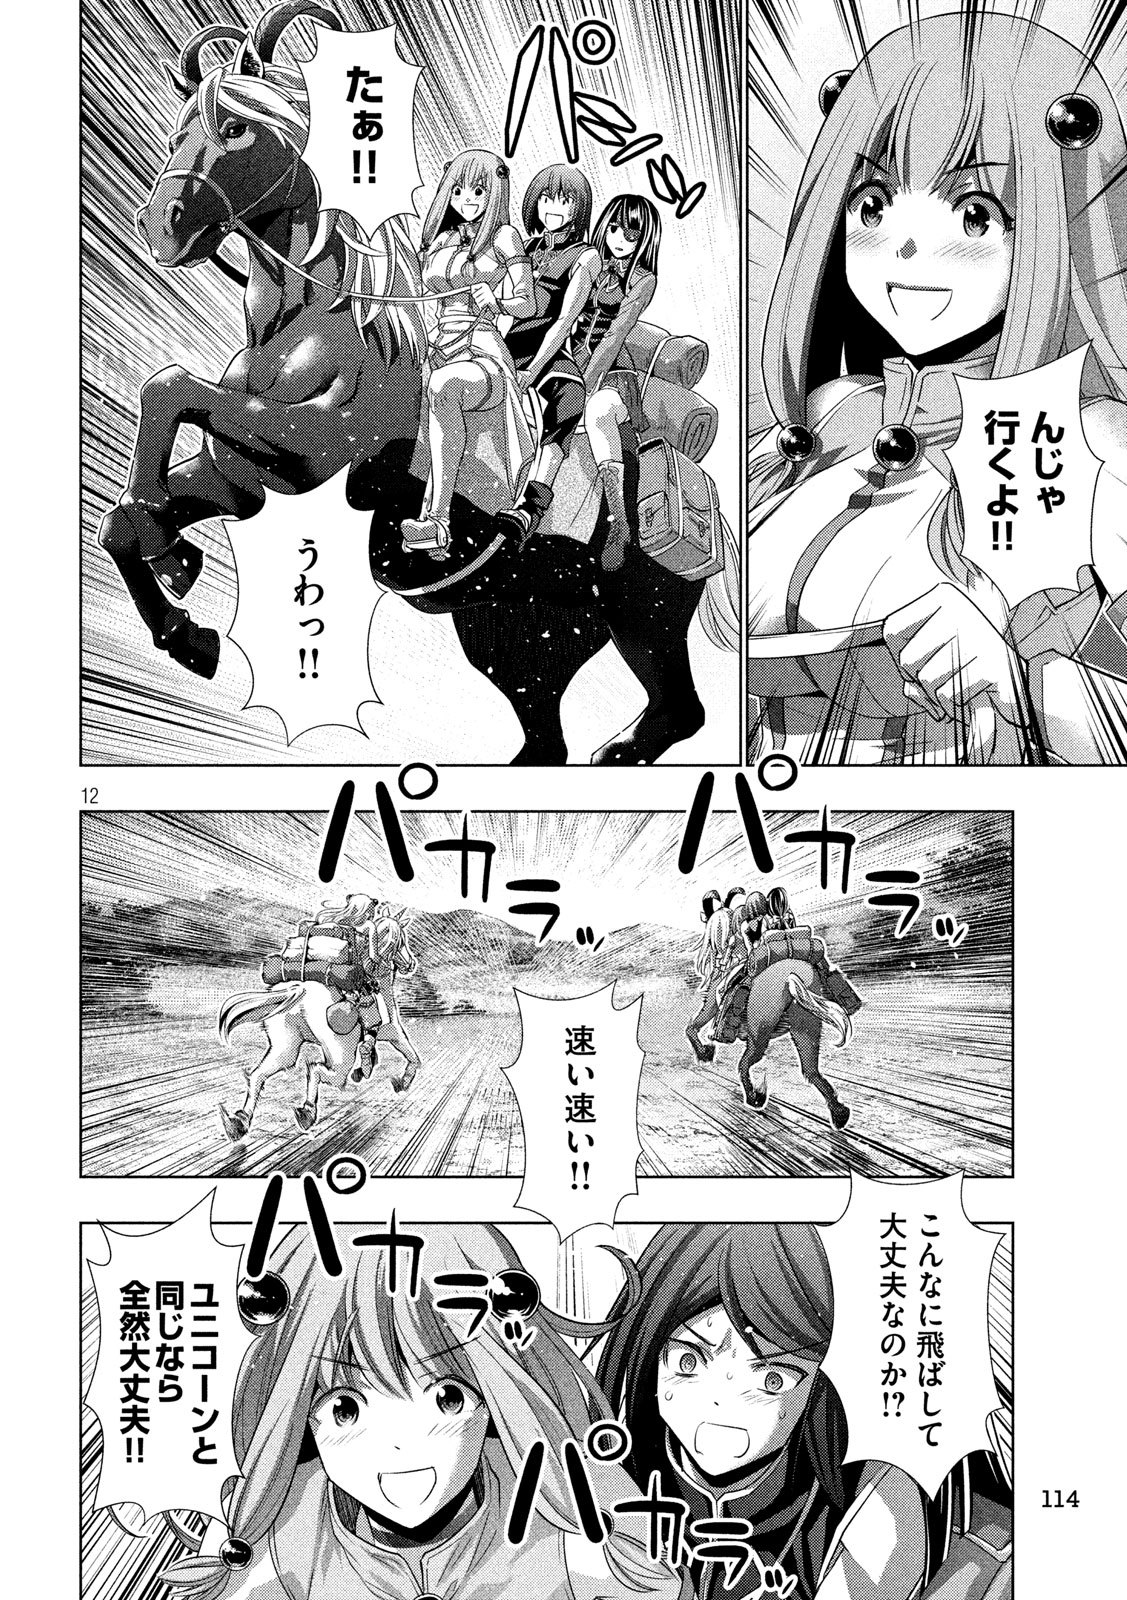 んじゃ
行くよ!!
パシンッ
たぁ!!
うわっ!!
12
パカラッ
パカラッ
速い速い!!
こんなに飛ばして
大丈夫なのか!?
パカラッ
ユニコーンと
同じなら
全然大丈夫!!
パカラッ
114